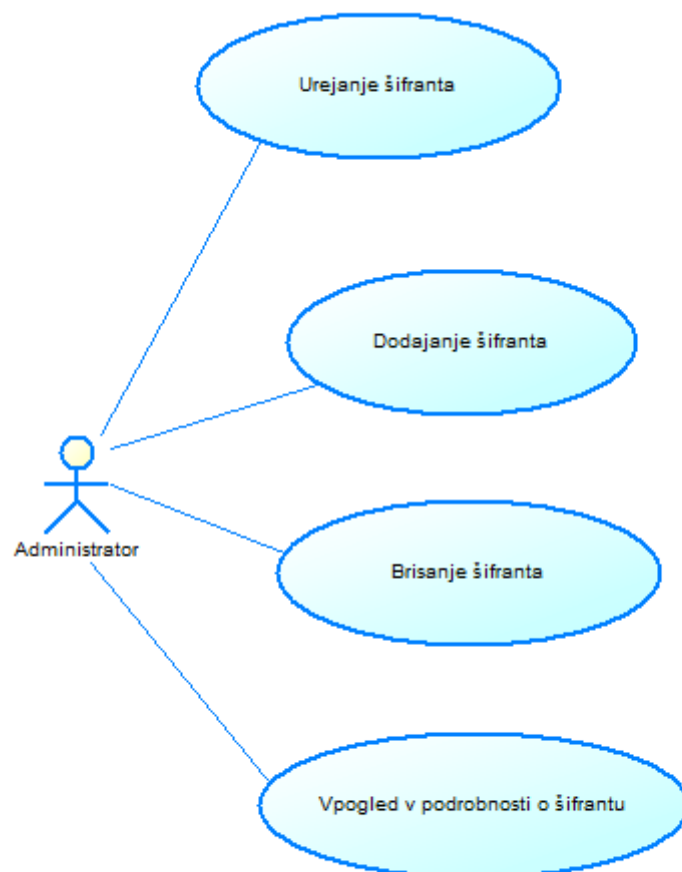 Urejanje šifranta
Dodajanje šifranta
Administrator
Brisanje šifranta
Vpogled v podrobnosti o šifrantu